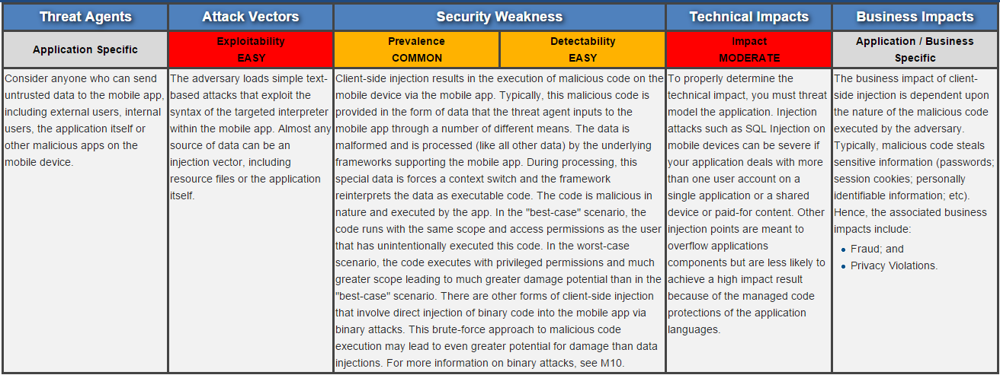 Threat Agents
Attack Vectors
Security Weakness
Technical Impacts
Business Impacts
Application Specific
Exploitability
EASY
Prevalence
COMMON
Detectability
EASY
Impact
MODERATE
Application / Business
Specific
Consider anyone who can send
untrusted data to the mobile app,
including external users, internal
users, the application itself or
other malicious apps on the
mobile device.
The adversary loads simple text-
based attacks that exploit the
syntax of the targeted interpreter
within the mobile app. Almost any
source of data can be an
injection vector, including
resource files or the application
itself.
Client-side injection results in the execution of malicious code on the
mobile device via the mobile app. Typically, this malicious code is
provided in the form of data that the threat agent inputs to the
mobile app through a number of different means. The data is
malformed and is processed (like all other data) by the underlying
frameworks supporting the mobile app. During processing, this
special data is forces a context switch and the framework
reinterprets the data as executable code. The code is malicious in
nature and executed by the app. In the "best-case" scenario, the
code runs with the same scope and access permissions as the user
that has unintentionally executed this code. In the worst-case
scenario, the code executes with privileged permissions and much
greater scope leading to much greater damage potential than in the
"best-case" scenario. There are other forms of client-side injection
that involve direct injection of binary code into the mobile app via
binary attacks. This brute-force approach to malicious code
execution may lead to even greater potential for damage than data
injections. For more information on binary attacks, see M10.
To properly determine the
technical impact, you must threat
model the application. Injection
attacks such as SQL Injection on
mobile devices can be severe if
your application deals with more
than one user account on a
single application or a shared
device or paid-for content. Other
injection points are meant to
overflow applications
components but are less likely to
achieve a high impact result
because of the managed code
protections of the application
languages.
The business impact of client-
side injection is dependent upon
the nature of the malicious code
executed by the adversary.
Typically, malicious code steals
sensitive information (passwords;
session cookies; personally
identifiable information; etc).
Hence, the associated business
impacts include:
• Fraud; and
• Privacy Violations.